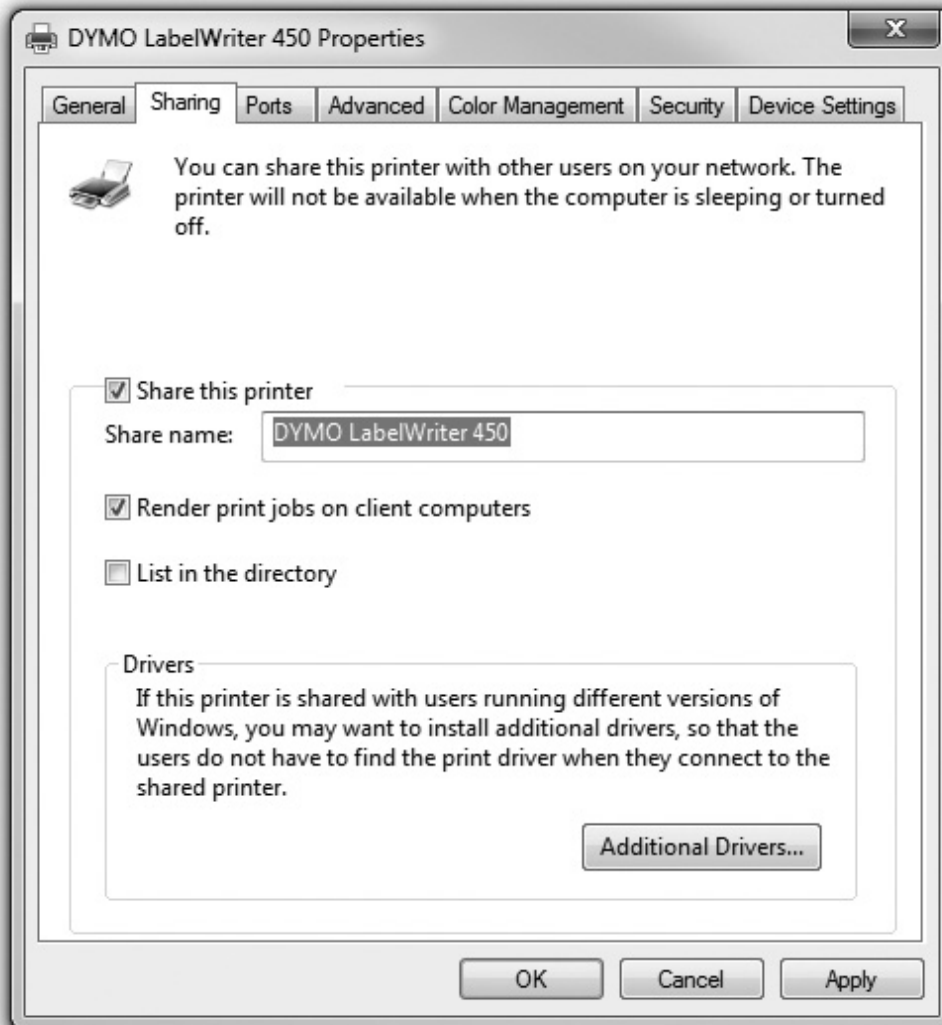 DYMO LabelWriter 450 Properties
X
General Sharing Ports Advanced Color Management Security Device Settings
You can share this printer with other users on your network. The
printer will not be available when the computer is sleeping or turned
off.
Share this printer
Share name: DYMO LabelWriter 450
Render print jobs on client computers
List in the directory
Drivers
If this printer is shared with users running different versions of
Windows, you may want to install additional drivers, so that the
users do not have to find the print driver when they connect to the
shared printer.
Additional Drivers...
OK Cancel Apply